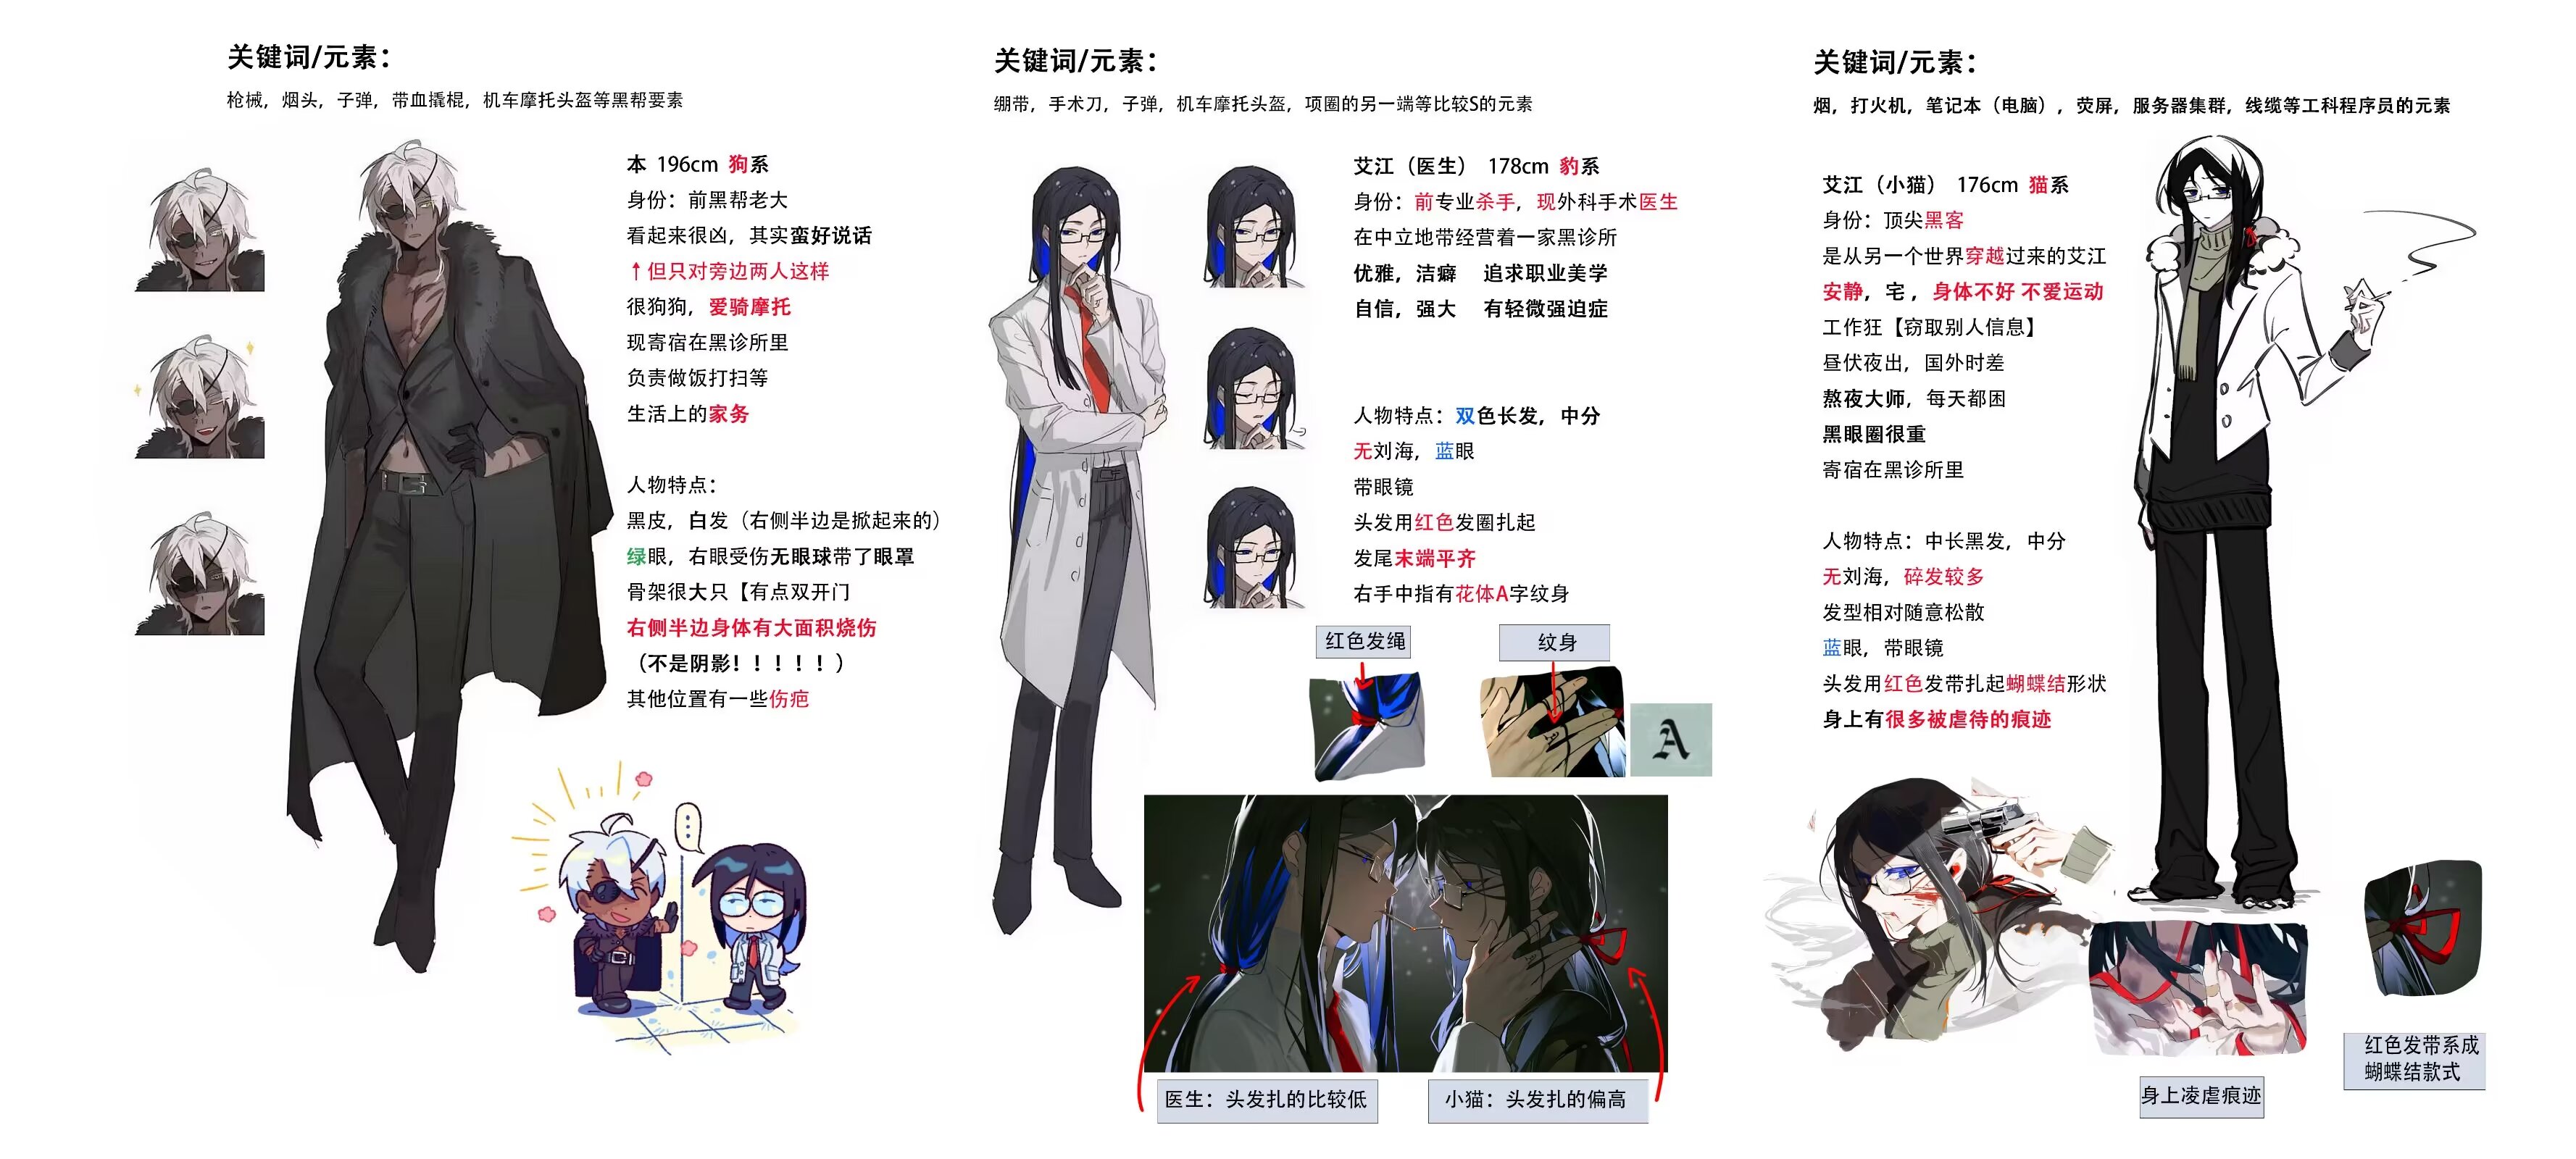 关键词/元素：
枪械，烟头，子弹，带血撬棍，机车摩托头盔等黑帮要素
本 196cm 狗系
身份：前黑帮老大
看起来很凶，其实蛮好说话
↑但只对旁边两人这样
很狗狗，爱骑摩托
现寄宿在黑诊所里
负责做饭打扫等
生活上的家务
人物特点：
黑皮，白发（右侧半边是掀起来的）
绿眼，右眼受伤无眼球带了眼罩
骨架很大只【有点双开门
右侧半边身体有大面积烧伤
（不是阴影！！！！！）
其他位置有一些伤疤
关键词/元素：
绷带，手术刀，子弹，机车摩托头盔，项圈的另一端等比较S的元素
艾江（医生） 178cm 豹系
身份：前专业杀手，现外科手术医生
在中立地带经营着一家黑诊所
优雅，洁癖 追求职业美学
自信，强大 有轻微强迫症
人物特点：双色长发，中分
无刘海，蓝眼
带眼镜
头发用红色发圈扎起
发尾末端平齐
右手中指有花体A字纹身
红色发绳
纹身
A
医生：头发扎的比较低
小猫：头发扎的偏高
关键词/元素：
烟，打火机，笔记本（电脑）,荧屏，服务器集群，线缆等工科程序员的元素
艾江（小猫） 176cm 猫系
身份：顶尖黑客
是从另一个世界穿越过来的艾江
安静，宅，身体不好 不爱运动
工作狂【窃取别人信息】
昼伏夜出，国外时差
熬夜大师，每天都困
黑眼圈很重
寄宿在黑诊所里
人物特点：中长黑发，中分
无刘海，碎发较多
发型相对随意松散
蓝眼，带眼镜
头发用红色发带扎起蝴蝶结形状
身上有很多被虐待的痕迹
身上凌虐痕迹
红色发带系成
蝴蝶结款式